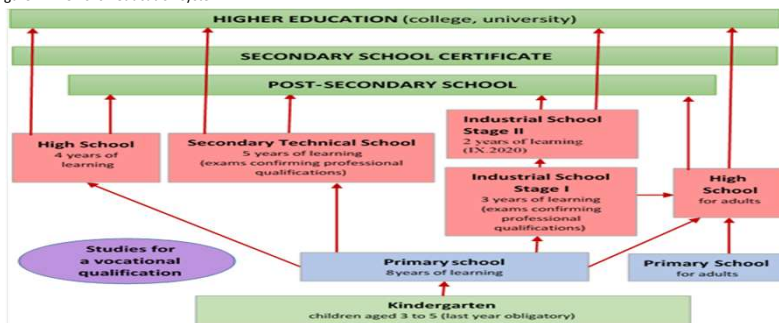 HIGHER EDUCATION (college, university)
SECONDARY SCHOOL CERTIFICATE
POST-SECONDARY SCHOOL
High School
4 years of
learning
Secondary Technical School
5 years of learning
(exams confirming professional
qualifications)
Industrial School
Stage II
2 years of learning
(IX.2020)
Industrial School
Stage I
3 years of learning
(exams confirming
professional
qualifications)
High
School
for adults
Studies for
a vocational
qualification
Primary school
8years of learning
Primary School
for adults
Kindergarten
children aged 3 to 5 (last year obligatory)